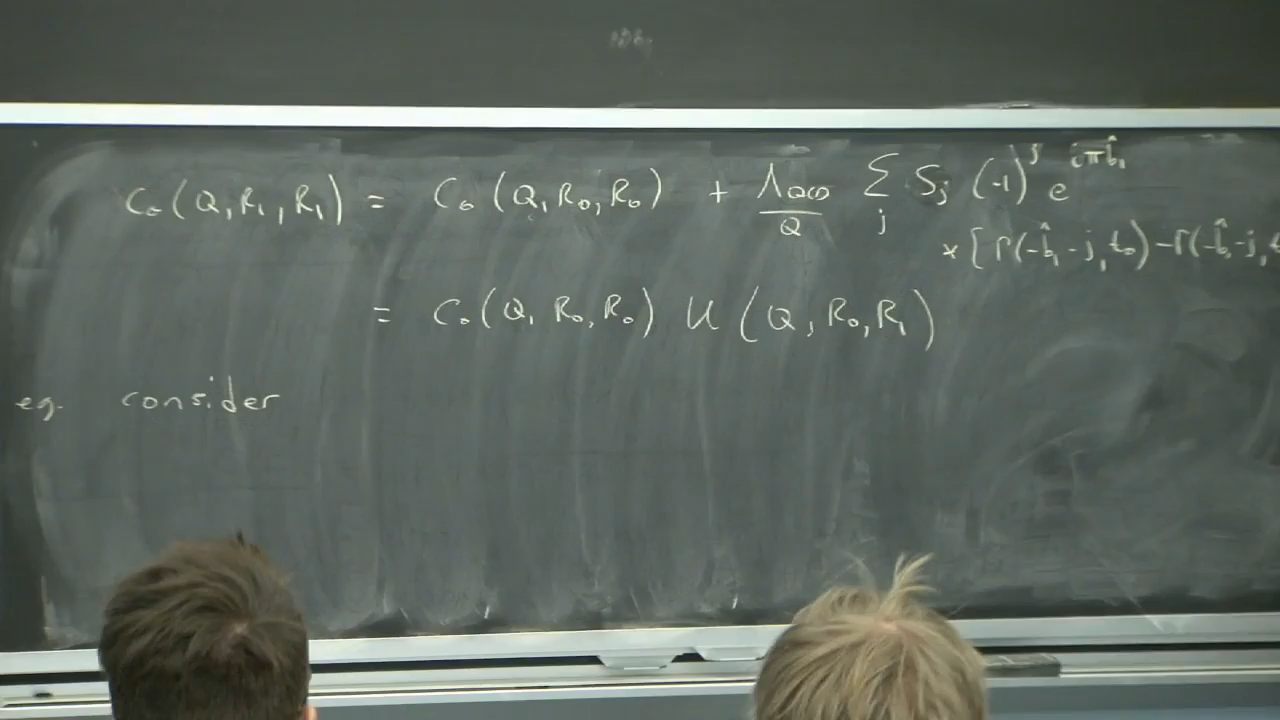 C₀(Q,R₁,R₁) = C₀(Q,R₀,R₀) + Λ_QCD/Q Σ_j S_j (-1)^j e^{iπb̂₁}
× [Γ(-b̂₁-j,t₀) - Γ(-b̂₁-j,t
= C₀(Q,R₀,R₀) U(Q,R₀,R₁)
eg. consider